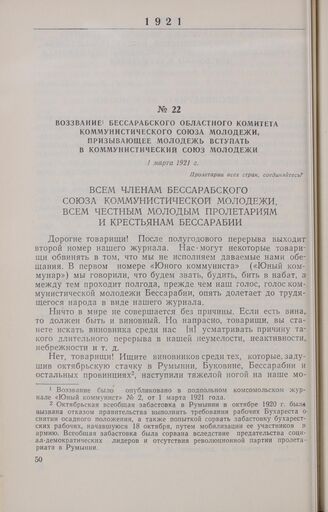 1921
№ 22
ВОЗЗВАНИЕ¹ БЕССАРАБСКОГО ОБЛАСТНОГО КОМИТЕТА
КОММУНИСТИЧЕСКОГО СОЮЗА МОЛОДЕЖИ,
ПРИЗЫВАЮЩЕЕ МОЛОДЕЖЬ ВСТУПАТЬ
В КОММУНИСТИЧЕСКИЙ СОЮЗ МОЛОДЕЖИ
1 марта 1921 г.
Пролетарии всех стран, соединяйтесь!
ВСЕМ ЧЛЕНАМ БЕССАРАБСКОГО
СОЮЗА КОММУНИСТИЧЕСКОЙ МОЛОДЕЖИ,
ВСЕМ ЧЕСТНЫМ МОЛОДЫМ ПРОЛЕТАРИЯМ
И КРЕСТЬЯНАМ БЕССАРАБИИ
Дорогие товарищи! После полугодового перерыва выходит
второй номер нашего журнала. Нас могут некоторые товари-
щи обвинять в том, что мы не исполняем даваемые нами обе-
щания. В первом номере «Юного коммуниста» («Юный ком-
мунар») мы говорили, что будем звать, будить, бить в набат, а
между тем проходит полгода, прежде чем наш голос, голос ком-
мунистической молодежи Бессарабии, опять долетает до трудя-
щегося народа в виде нашего журнала.
Ничто в мире не совершается без причины. Если есть вина,
то должен быть и виновный. Но напрасно, товарищи, вы ста-
нете искать виновника среди нас [и] усматривать причину та-
кого длительного перерыва в нашей неумелости, неактивности,
небрежности и т. д.
Нет, товарищи! Ищите виновников среди тех, которые, заду-
шив октябрьскую стачку в Румынии, Буковине, Бессарабии и
остальных провинциях², наступили тяжелой ногой на наше мо-
¹ Воззвание было опубликовано в подпольном комсомольском жур-
нале «Юный коммунист» № 2, от 1 марта 1921 года.
² Октябрьская всеобщая забастовка в Румынии в октябре 1920 г. была
вызвана отказом правительства выполнить требования рабочих Бухареста о
снятии осадного положения, а также попыткой сорвать забастовку бухарест-
ских рабочих, начавшуюся 18 октября, путем мобилизации ее участников в
армию. Всеобщая забастовка была сорвана вследствие предательства соци-
ал-демократических лидеров и отсутствия революционной партии пролета-
риата в Румынии.
50